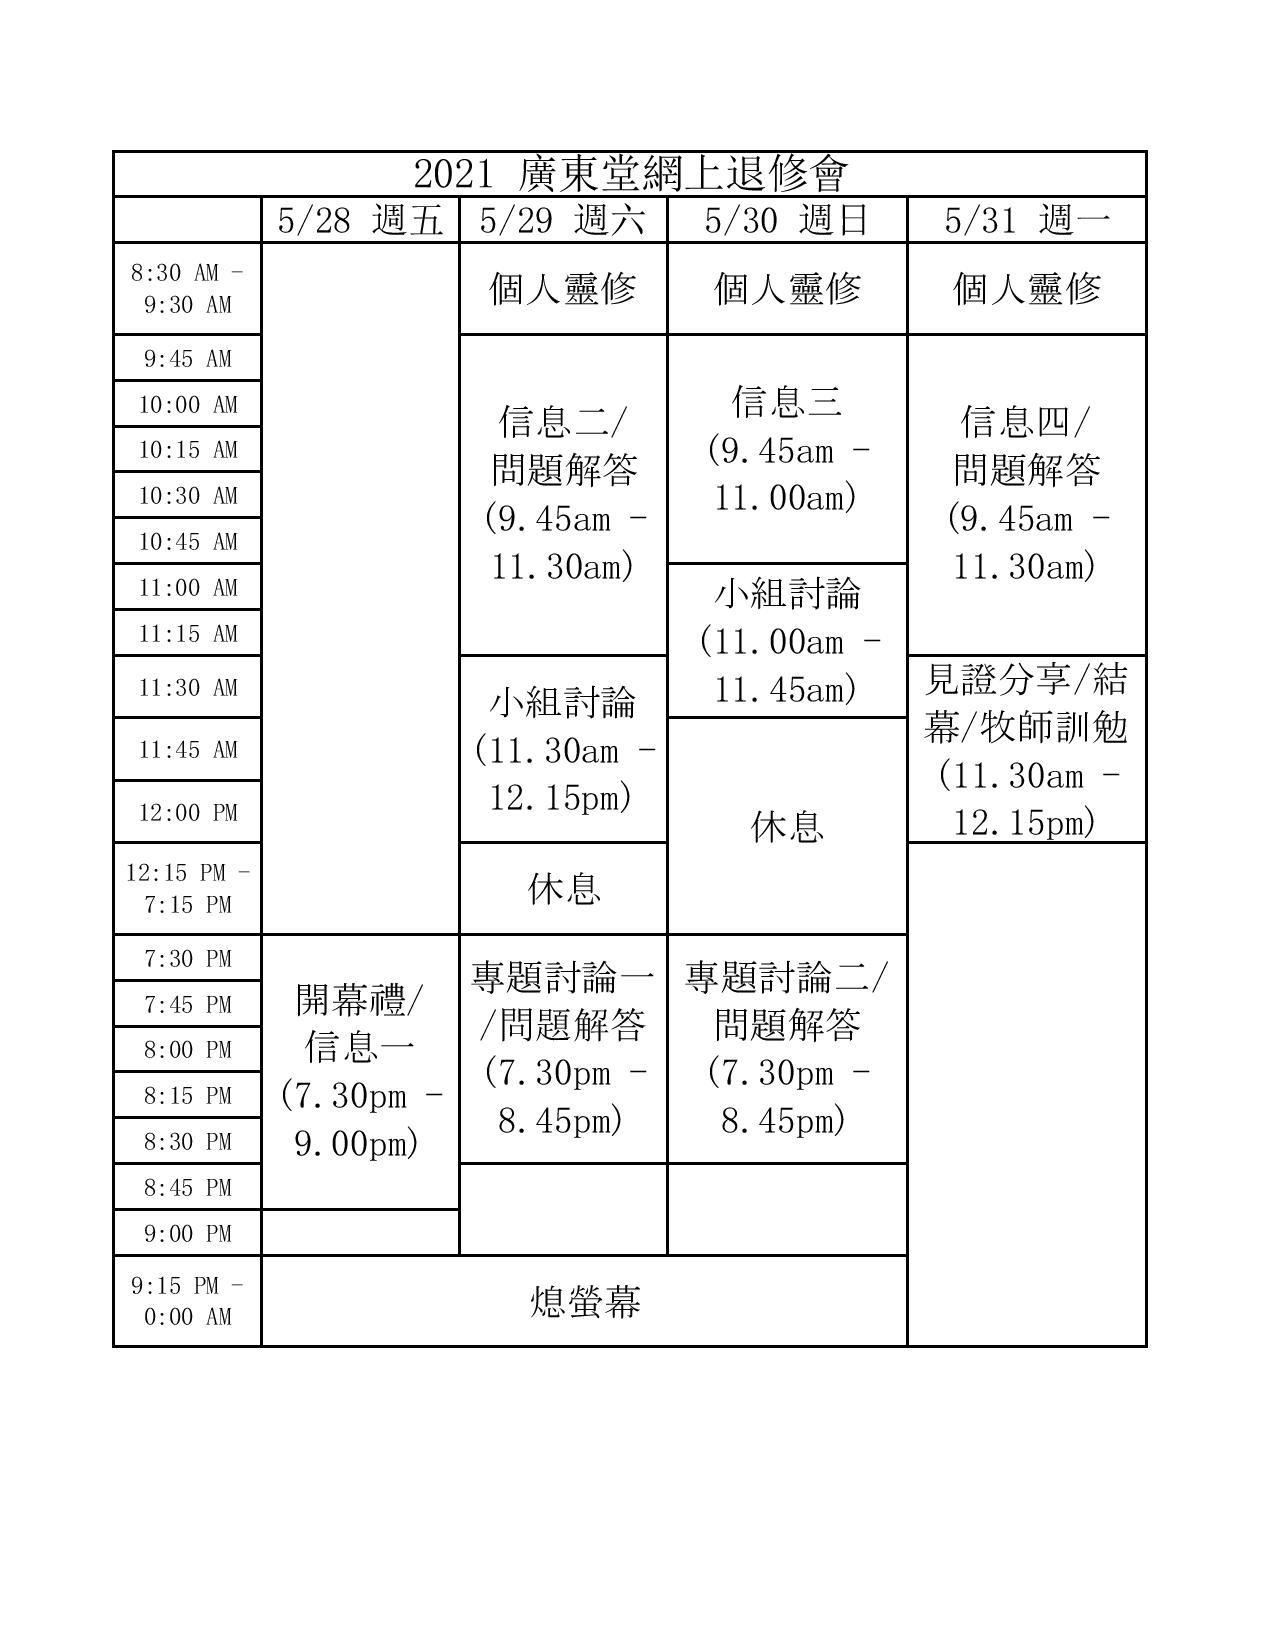 2021 廣東堂網上退修會
5/28 週五
5/29 週六
5/30 週日
5/31 週一
8:30 AM -
9:30 AM
個人靈修
個人靈修
個人靈修
9:45 AM
10:00 AM
10:15 AM
10:30 AM
10:45 AM
11:00 AM
11:15 AM
11:30 AM
11:45 AM
12:00 PM
12:15 PM -
7:15 PM
信息二/
問題解答
(9.45am -
11.30am)
小組討論
(11.30am -
12.15pm)
休息
信息三
(9.45am -
11.00am)
小組討論
(11.00am -
11.45am)
休息
信息四/
問題解答
(9.45am -
11.30am)
見證分享/結
幕/牧師訓勉
(11.30am -
12.15pm)
7:30 PM
7:45 PM
8:00 PM
8:15 PM
8:30 PM
8:45 PM
9:00 PM
開幕禮/
信息一
(7.30pm -
9.00pm)
專題討論一
/問題解答
(7.30pm -
8.45pm)
專題討論二/
問題解答
(7.30pm -
8.45pm)
9:15 PM -
0:00 AM
熄螢幕